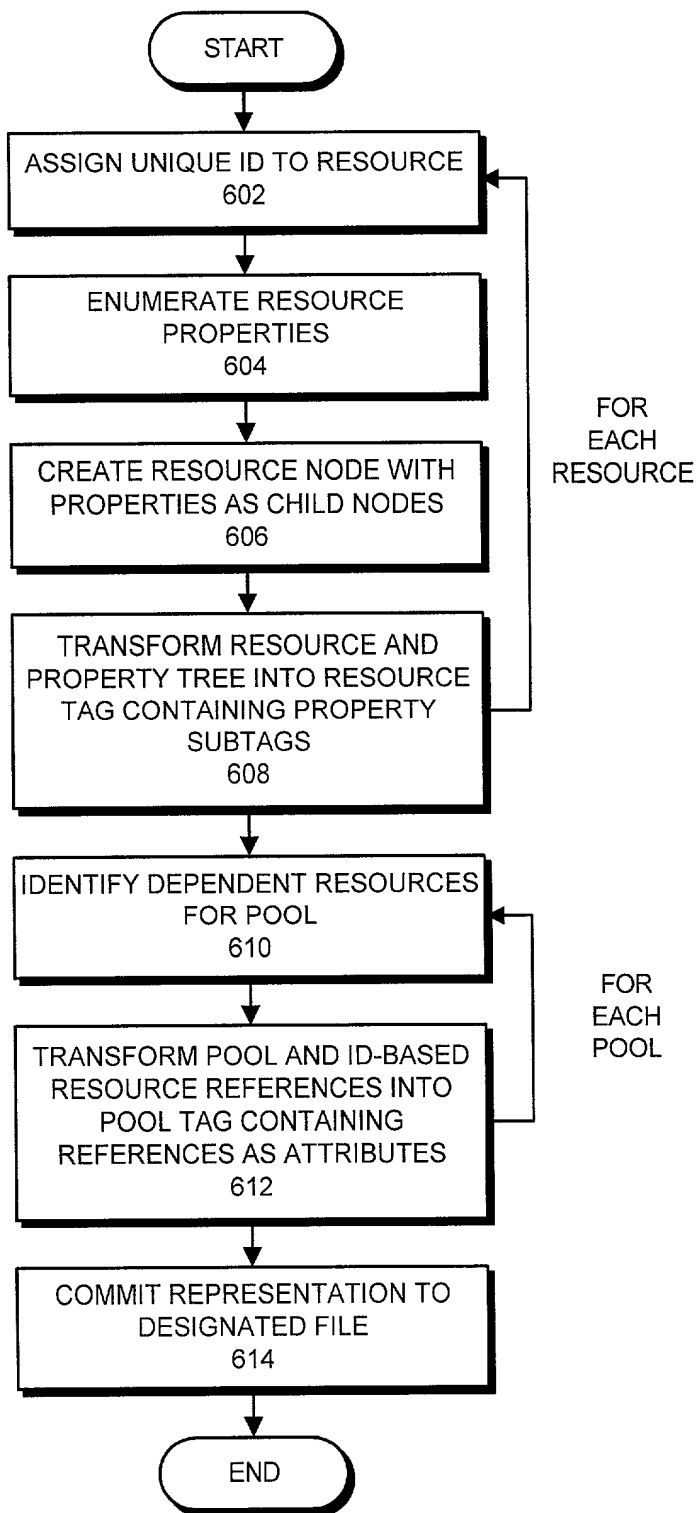 START
ASSIGN UNIQUE ID TO RESOURCE
602
ENUMERATE RESOURCE
PROPERTIES
604
CREATE RESOURCE NODE WITH
PROPERTIES AS CHILD NODES
606
TRANSFORM RESOURCE AND
PROPERTY TREE INTO RESOURCE
TAG CONTAINING PROPERTY
SUBTAGS
608
FOR
EACH
RESOURCE
IDENTIFY DEPENDENT RESOURCES
FOR POOL
610
TRANSFORM POOL AND ID-BASED
RESOURCE REFERENCES INTO
POOL TAG CONTAINING
REFERENCES AS ATTRIBUTES
612
FOR
EACH
POOL
COMMIT REPRESENTATION TO
DESIGNATED FILE
614
END